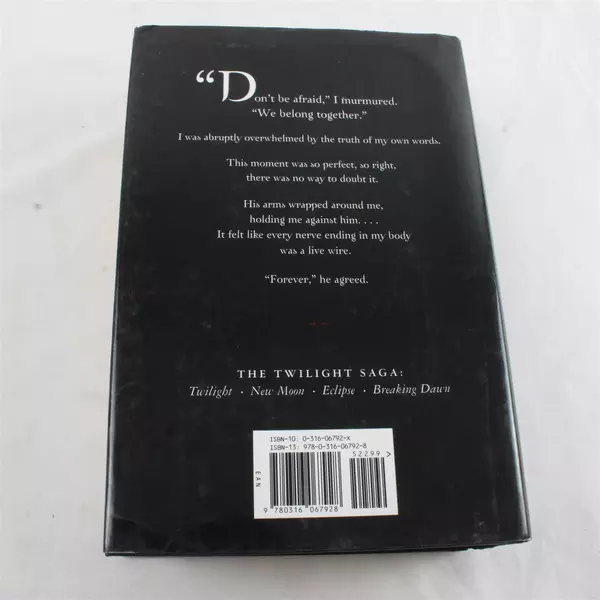 “Don't be afraid,” I murmured.
“We belong together.”
I was abruptly overwhelmed by the truth of my own words.
This moment was so perfect, so right,
there was no way to doubt it.
His arms wrapped around me,
holding me against him. . . .
It felt like every nerve ending in my body
was a live wire.
“Forever,” he agreed.
THE TWILIGHT SAGA:
Twilight · New Moon · Eclipse · Breaking Dawn
ISBN-10: 0-316-06792-X
ISBN-13: 978-0-316-06792-8
52299 >
EAN
9 780316 067928